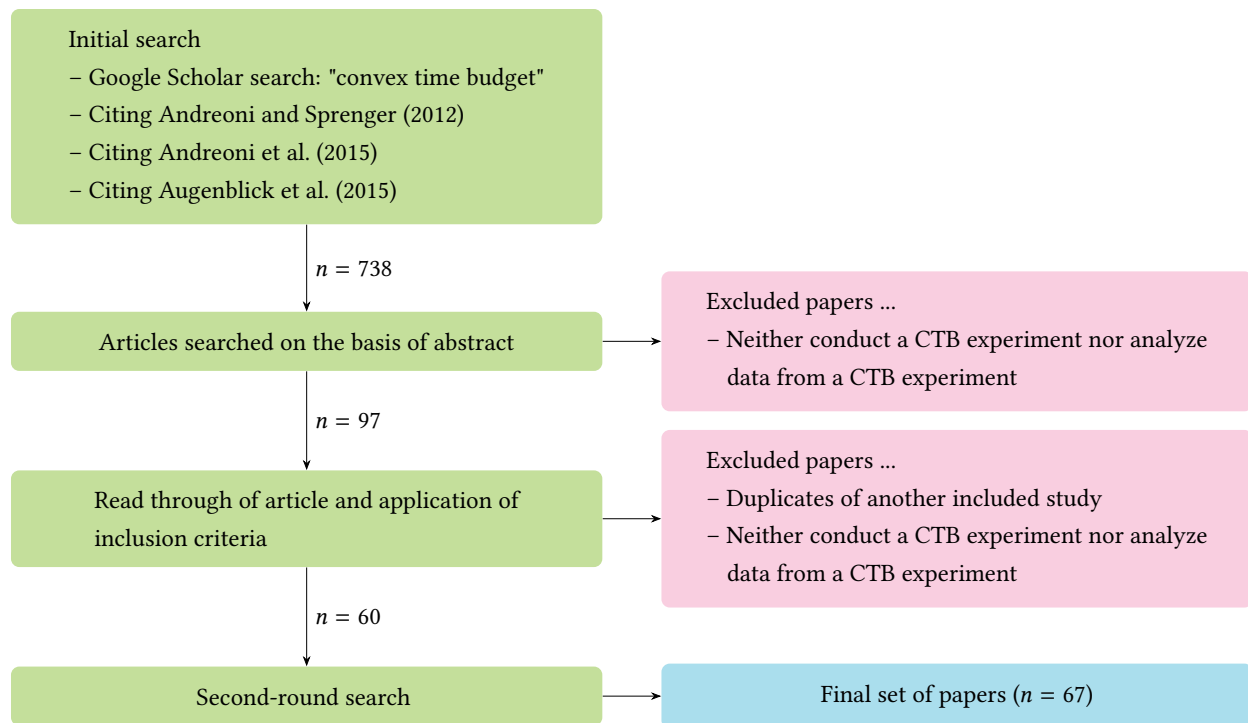 Initial search
– Google Scholar search: "convex time budget"
– Citing Andreoni and Sprenger (2012)
– Citing Andreoni et al. (2015)
– Citing Augenblick et al. (2015)
n = 738
Articles searched on the basis of abstract
Excluded papers ...
– Neither conduct a CTB experiment nor analyze
data from a CTB experiment
n = 97
Read through of article and application of
inclusion criteria
Excluded papers ...
– Duplicates of another included study
– Neither conduct a CTB experiment nor analyze
data from a CTB experiment
n = 60
Second-round search
Final set of papers (n = 67)